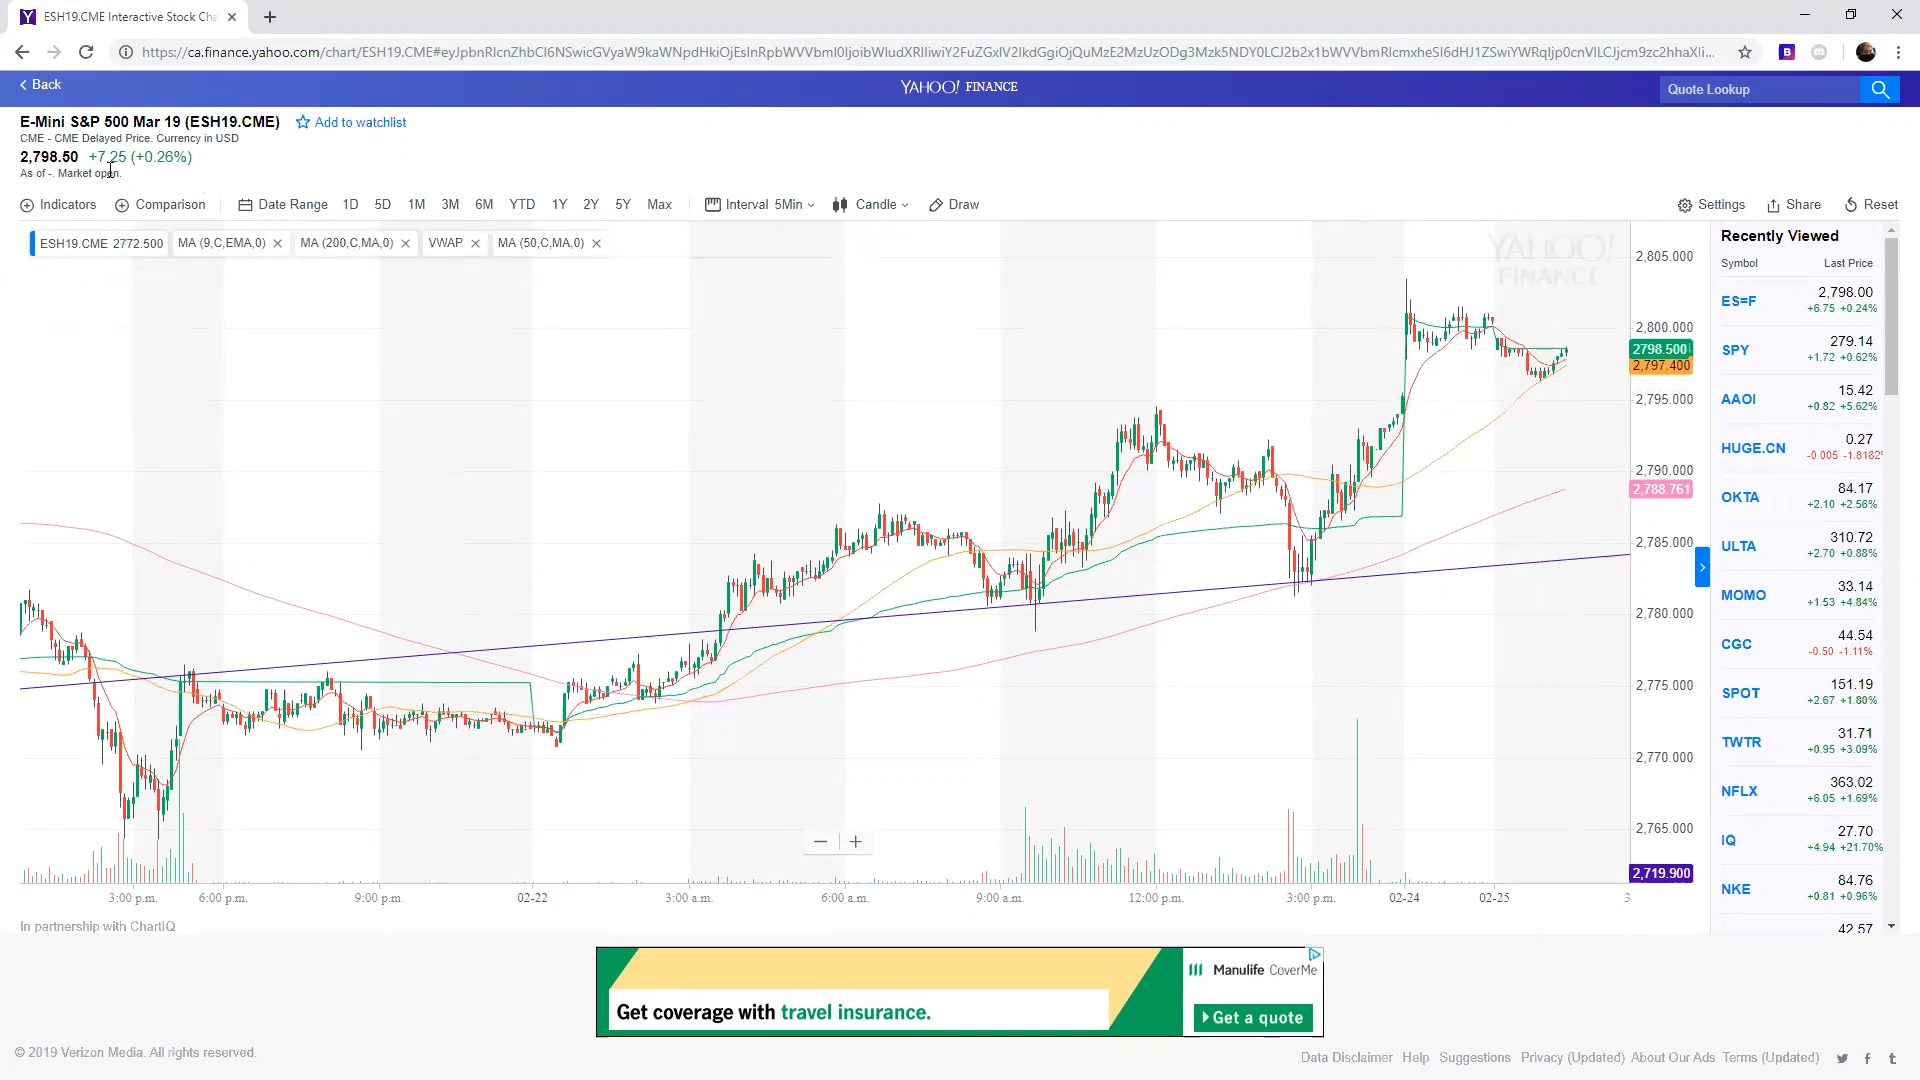 ESH19.CME Interactive Stock Cha
https://ca.finance.yahoo.com/chart/ESH19.CME#
Back
YAHOO! FINANCE
Quote Lookup
E-Mini S&P 500 Mar 19 (ESH19.CME)
Add to watchlist
CME - CME Delayed Price. Currency in USD
2,798.50 +7.25 (+0.26%)
As of -. Market open.
Indicators Comparison Date Range 1D 5D 1M 3M 6M YTD 1Y 2Y 5Y Max Interval 5Min Candle Draw Settings Share Reset
ESH19.CME 2772.500 MA (9,C,EMA,0) MA (200,C,MA,0) VWAP MA (50,C,MA,0)
YAHOO!
FINANCE
2,805.000
2,800.000
2798.500
2,797.400
2,795.000
2,790.000
2,788.761
2,785.000
2,780.000
2,775.000
2,770.000
2,765.000
2,719.900
3:00 p.m. 6:00 p.m. 9:00 p.m. 02-22 3:00 a.m. 6:00 a.m. 9:00 a.m. 12:00 p.m. 3:00 p.m. 02-24 02-25 3
In partnership with ChartIQ
Recently Viewed
Symbol Last Price
ES=F 2,798.00
+6.75 +0.24%
SPY 279.14
+1.72 +0.62%
AAOI 15.42
+0.82 +5.62%
HUGE.CN 0.27
-0.005 -1.8182%
OKTA 84.17
+2.10 +2.56%
ULTA 310.72
+2.70 +0.88%
MOMO 33.14
+1.53 +4.84%
CGC 44.54
-0.50 -1.11%
SPOT 151.19
+2.67 +1.80%
TWTR 31.71
+0.95 +3.09%
NFLX 363.02
+6.05 +1.69%
IQ 27.70
+4.94 +21.70%
NKE 84.76
+0.81 +0.96%
42.57
Get coverage with travel insurance.
Manulife CoverMe
Get a quote
© 2019 Verizon Media. All rights reserved.
Data Disclaimer Help Suggestions Privacy (Updated) About Our Ads Terms (Updated)